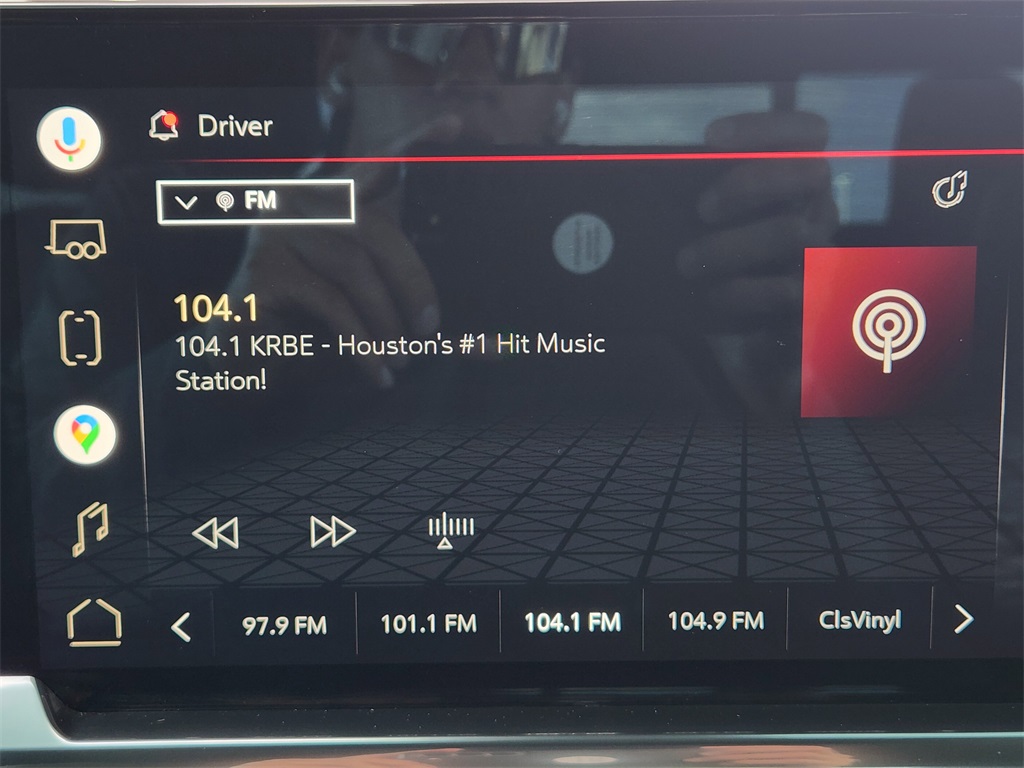 Driver
FM
104.1
104.1 KRBE - Houston's #1 Hit Music
Station!
97.9 FM 101.1 FM 104.1 FM 104.9 FM ClsVinyl